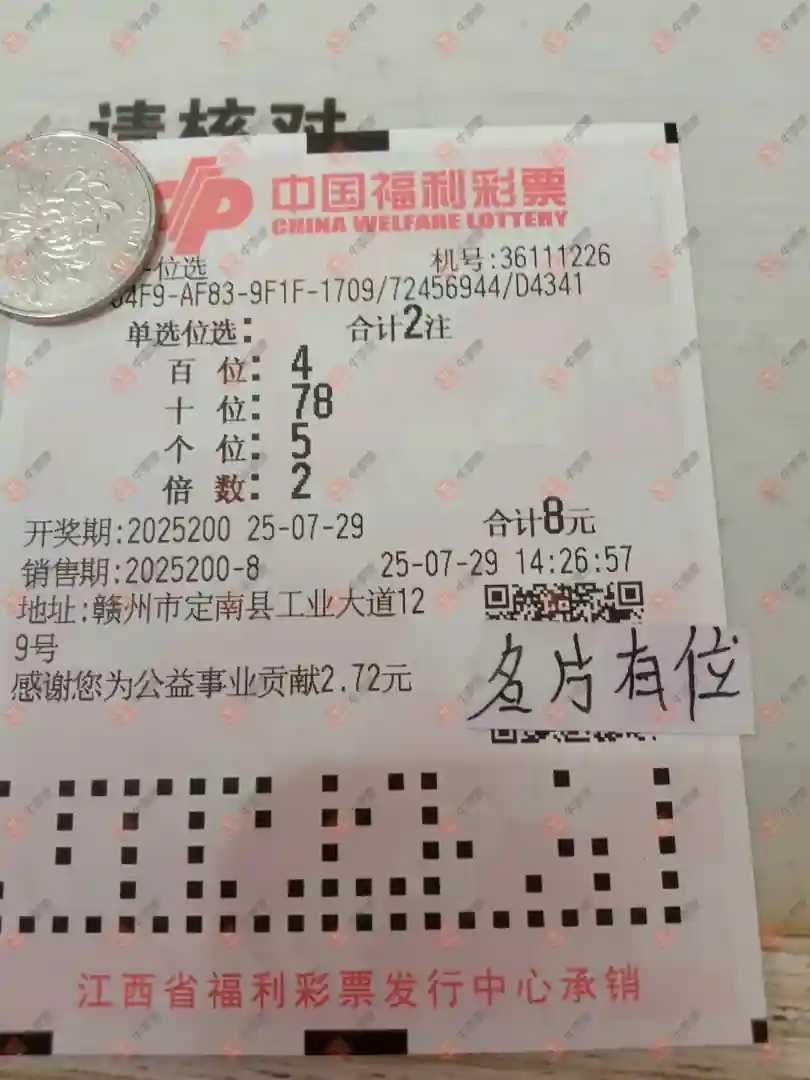 请核对
中国福利彩票
CHINA WELFARE LOTTERY
位选 机号:36111226
04F9-AF83-9F1F-1709/72456944/D4341
单选位选: 合计2注
百位: 4
十位: 78
个位: 5
倍数: 2
开奖期:2025200 25-07-29 合计8元
销售期:2025200-8 25-07-29 14:26:57
地址:赣州市定南县工业大道12
9号
感谢您为公益事业贡献2.72元
名片有位
江西省福利彩票发行中心承销